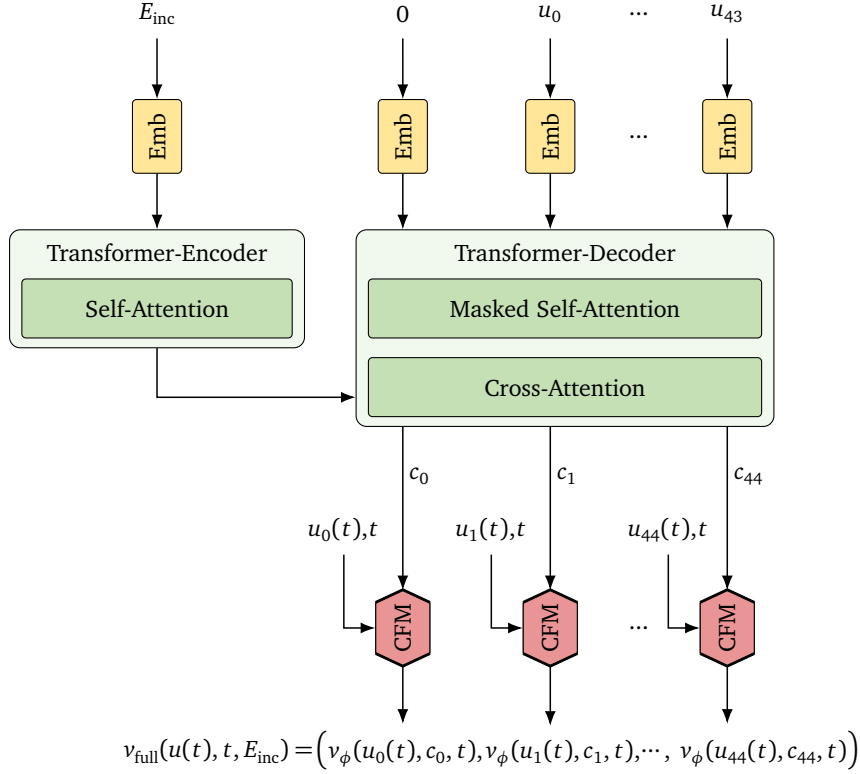 E_inc 0 u_0 ... u_43
Emb Emb Emb ... Emb
Transformer-Encoder Transformer-Decoder
Self-Attention Masked Self-Attention
Cross-Attention
c_0 c_1 c_44
u_0(t),t u_1(t),t u_44(t),t
CFM CFM ... CFM
v_full(u(t), t, E_inc) = (v_ϕ(u_0(t), c_0, t), v_ϕ(u_1(t), c_1, t), ⋯, v_ϕ(u_44(t), c_44, t))